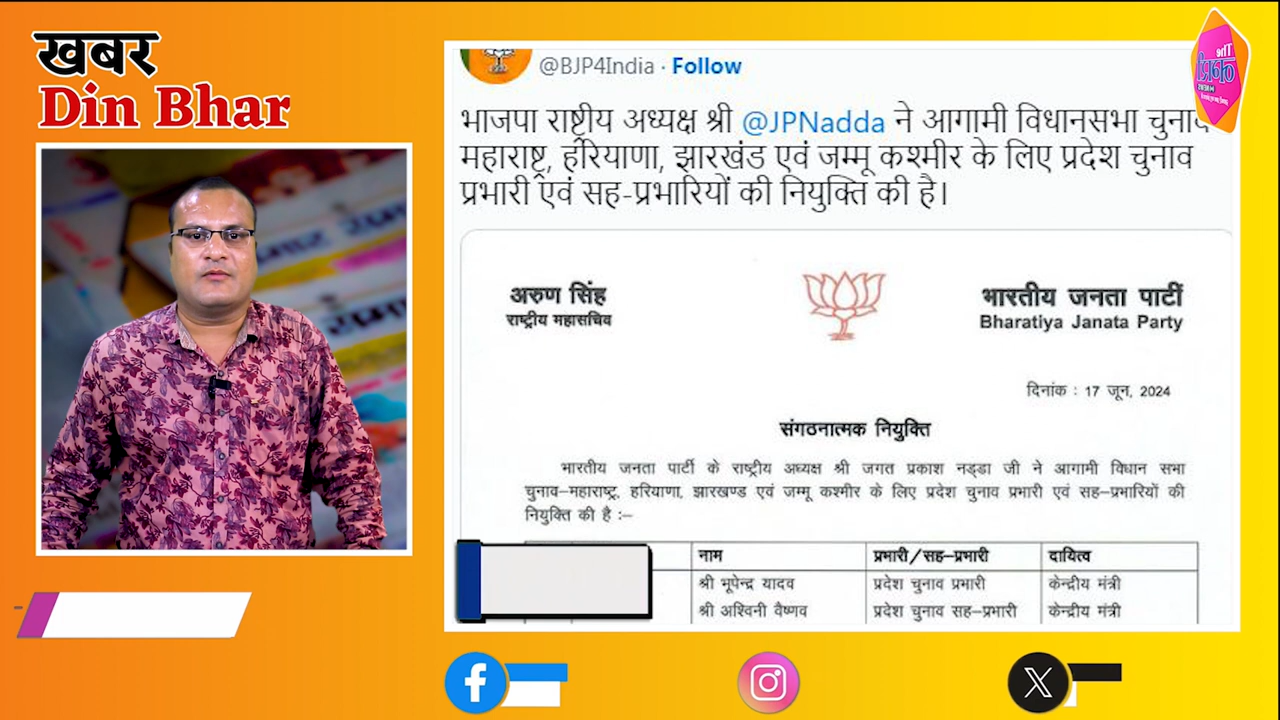 खबर
Din Bhar
@BJP4India · Follow
भाजपा राष्ट्रीय अध्यक्ष श्री @JPNadda ने आगामी विधानसभा चुनाव
महाराष्ट्र, हरियाणा, झारखंड एवं जम्मू कश्मीर के लिए प्रदेश चुनाव
प्रभारी एवं सह-प्रभारियों की नियुक्ति की है।
अरुण सिंह
राष्ट्रीय महासचिव
भारतीय जनता पार्टी
Bharatiya Janata Party
दिनांक : 17 जून, 2024
संगठनात्मक नियुक्ति
भारतीय जनता पार्टी के राष्ट्रीय अध्यक्ष श्री जगत प्रकाश नड्डा जी ने आगामी विधान सभा
चुनाव–महाराष्ट्र, हरियाणा, झारखण्ड एवं जम्मू कश्मीर के लिए प्रदेश चुनाव प्रभारी एवं सह–प्रभारियों की
नियुक्ति की है :–
नाम प्रभारी/सह–प्रभारी दायित्व
श्री भूपेन्द्र यादव प्रदेश चुनाव प्रभारी केन्द्रीय मंत्री
श्री अश्विनी वैष्णव प्रदेश चुनाव सह–प्रभारी केन्द्रीय मंत्री